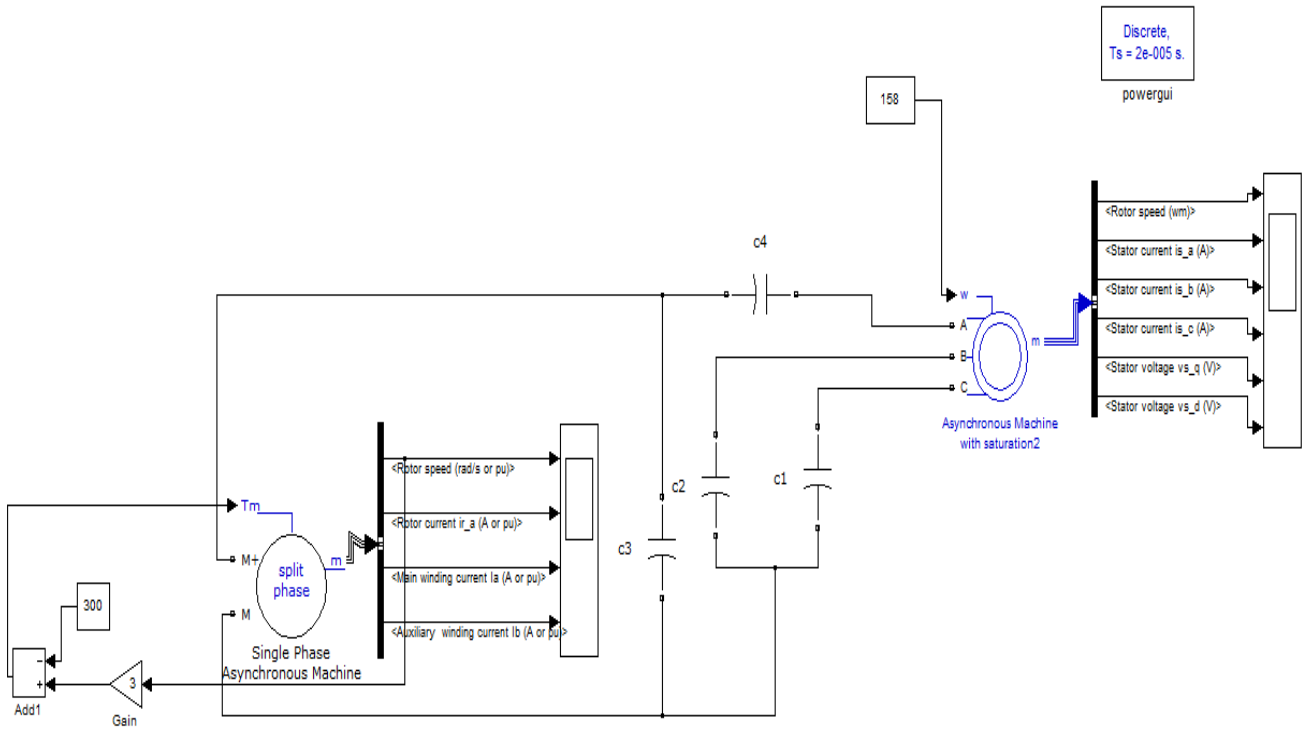 Discrete,
Ts = 2e-005 s.
powergui
158
c4
w
A
B
C
m
Asynchronous Machine
with saturation2
<Rotor speed (wm)>
<Stator current is_a (A)>
<Stator current is_b (A)>
<Stator current is_c (A)>
<Stator voltage vs_q (V)>
<Stator voltage vs_d (V)>
c2
c1
c3
Tm
M+
M
split
phase
m
Single Phase
Asynchronous Machine
<Rotor speed (rad/s or pu)>
<Rotor current ir_a (A or pu)>
<Main winding current Ia (A or pu)>
<Auxiliary winding current Ib (A or pu)>
300
−
+
Add1
3
Gain